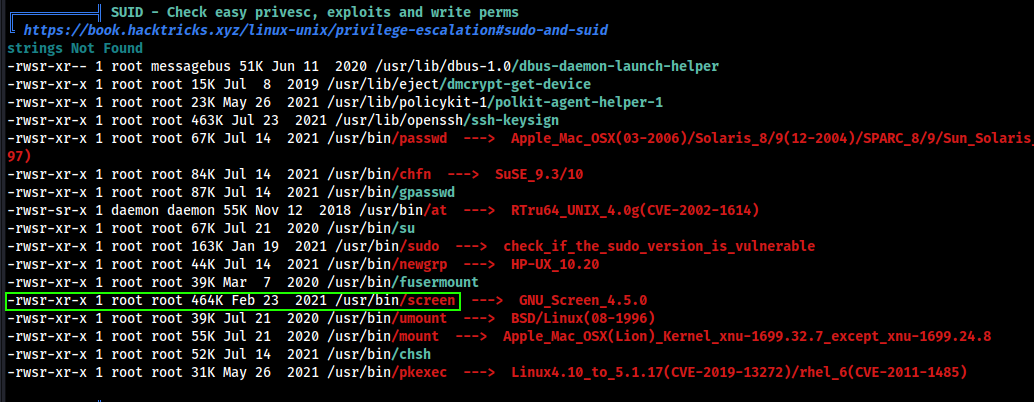 SUID - Check easy privesc, exploits and write perms
https://book.hacktricks.xyz/linux-unix/privilege-escalation#sudo-and-suid
strings Not Found
-rwsr-xr-- 1 root messagebus 51K Jun 11  2020 /usr/lib/dbus-1.0/dbus-daemon-launch-helper
-rwsr-xr-x 1 root root 15K Jul  8  2019 /usr/lib/eject/dmcrypt-get-device
-rwsr-xr-x 1 root root 23K May 26  2021 /usr/lib/policykit-1/polkit-agent-helper-1
-rwsr-xr-x 1 root root 463K Jul 23  2021 /usr/lib/openssh/ssh-keysign
-rwsr-xr-x 1 root root 67K Jul 14  2021 /usr/bin/passwd  --->  Apple_Mac_OSX(03-2006)/Solaris_8/9(12-2004)/SPARC_8/9/Sun_Solaris_
97)
-rwsr-xr-x 1 root root 84K Jul 14  2021 /usr/bin/chfn  --->  SuSE_9.3/10
-rwsr-xr-x 1 root root 87K Jul 14  2021 /usr/bin/gpasswd
-rwsr-sr-x 1 daemon daemon 55K Nov 12  2018 /usr/bin/at  --->  RTru64_UNIX_4.0g(CVE-2002-1614)
-rwsr-xr-x 1 root root 67K Jul 21  2020 /usr/bin/su
-rwsr-xr-x 1 root root 163K Jan 19  2021 /usr/bin/sudo  --->  check_if_the_sudo_version_is_vulnerable
-rwsr-xr-x 1 root root 44K Jul 14  2021 /usr/bin/newgrp  --->  HP-UX_10.20
-rwsr-xr-x 1 root root 39K Mar  7  2020 /usr/bin/fusermount
-rwsr-xr-x 1 root root 464K Feb 23  2021 /usr/bin/screen  --->  GNU_Screen_4.5.0
-rwsr-xr-x 1 root root 39K Jul 21  2020 /usr/bin/umount  --->  BSD/Linux(08-1996)
-rwsr-xr-x 1 root root 55K Jul 21  2020 /usr/bin/mount  --->  Apple_Mac_OSX(Lion)_Kernel_xnu-1699.32.7_except_xnu-1699.24.8
-rwsr-xr-x 1 root root 52K Jul 14  2021 /usr/bin/chsh
-rwsr-xr-x 1 root root 31K May 26  2021 /usr/bin/pkexec  --->  Linux4.10_to_5.1.17(CVE-2019-13272)/rhel_6(CVE-2011-1485)